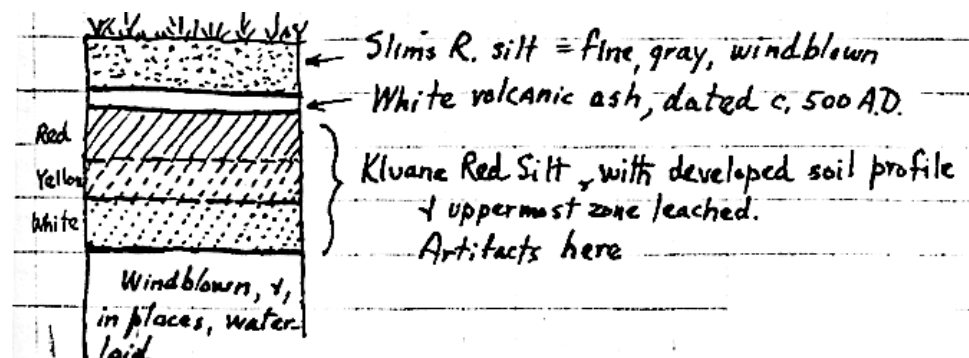 Slims R. silt = fine, gray, windblown
White volcanic ash, dated c. 500 A.D.
Red
Yellow
White
Kluane Red Silt, with developed soil profile
& uppermost zone leached.
Artifacts here
Windblown, &,
in places, water-
laid